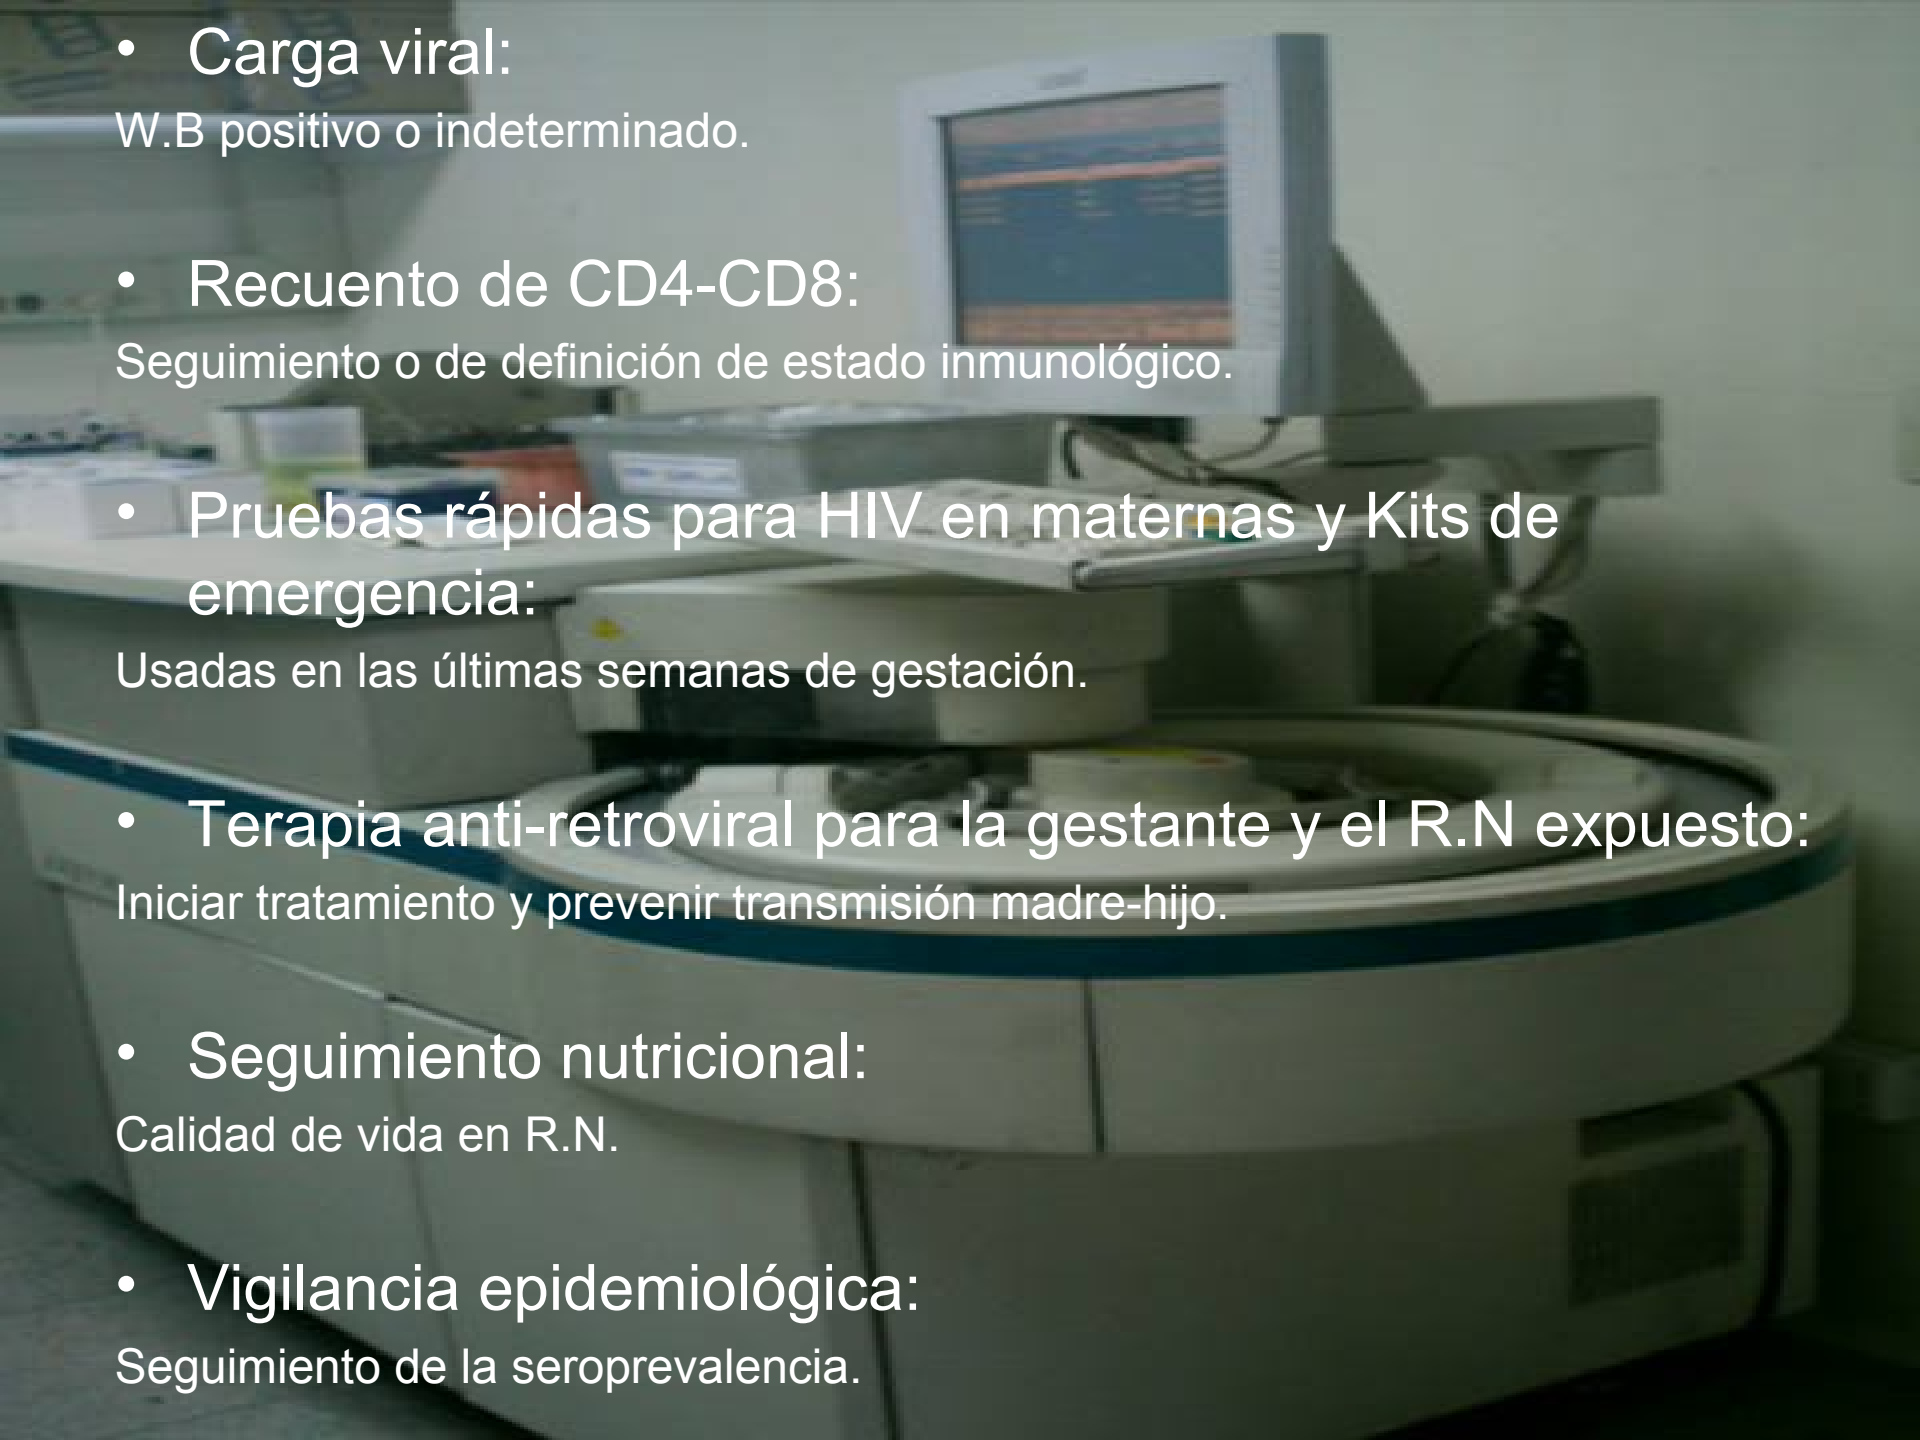 • Carga viral:
W.B positivo o indeterminado.
• Recuento de CD4-CD8:
Seguimiento o de definición de estado inmunológico.
• Pruebas rápidas para HIV en maternas y Kits de
emergencia:
Usadas en las últimas semanas de gestación.
• Terapia anti-retroviral para la gestante y el R.N expuesto:
Iniciar tratamiento y prevenir transmisión madre-hijo.
• Seguimiento nutricional:
Calidad de vida en R.N.
• Vigilancia epidemiológica:
Seguimiento de la seroprevalencia.